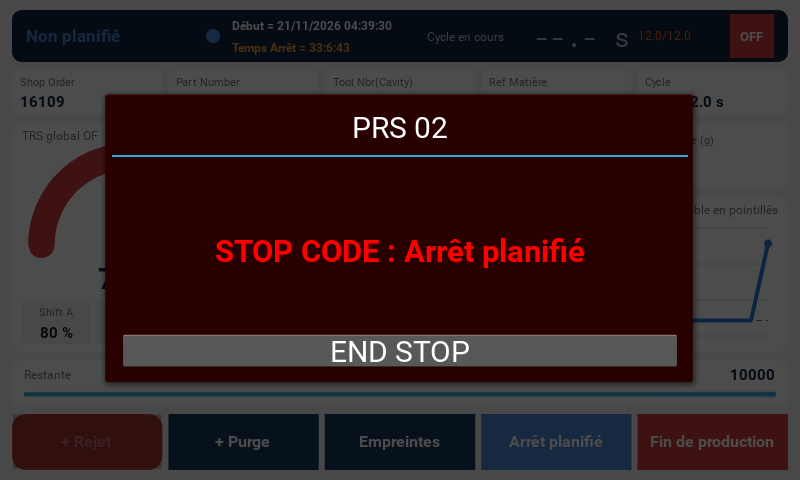 Non planifié
Début = 21/11/2026 04:39:30
Temps Arrêt = 33:6:43
Cycle en cours
--.- S
12.0/12.0
OFF
Shop Order
Part Number
Tool Nbr(Cavity)
Ref Matière
Cycle
16109
2.0 s
TRS global OF
(g)
PRS 02
STOP CODE : Arrêt planifié
END STOP
ble en pointillés
Shift A
80 %
Restante
10000
+ Rejet
+ Purge
Empreintes
Arrêt planifié
Fin de production